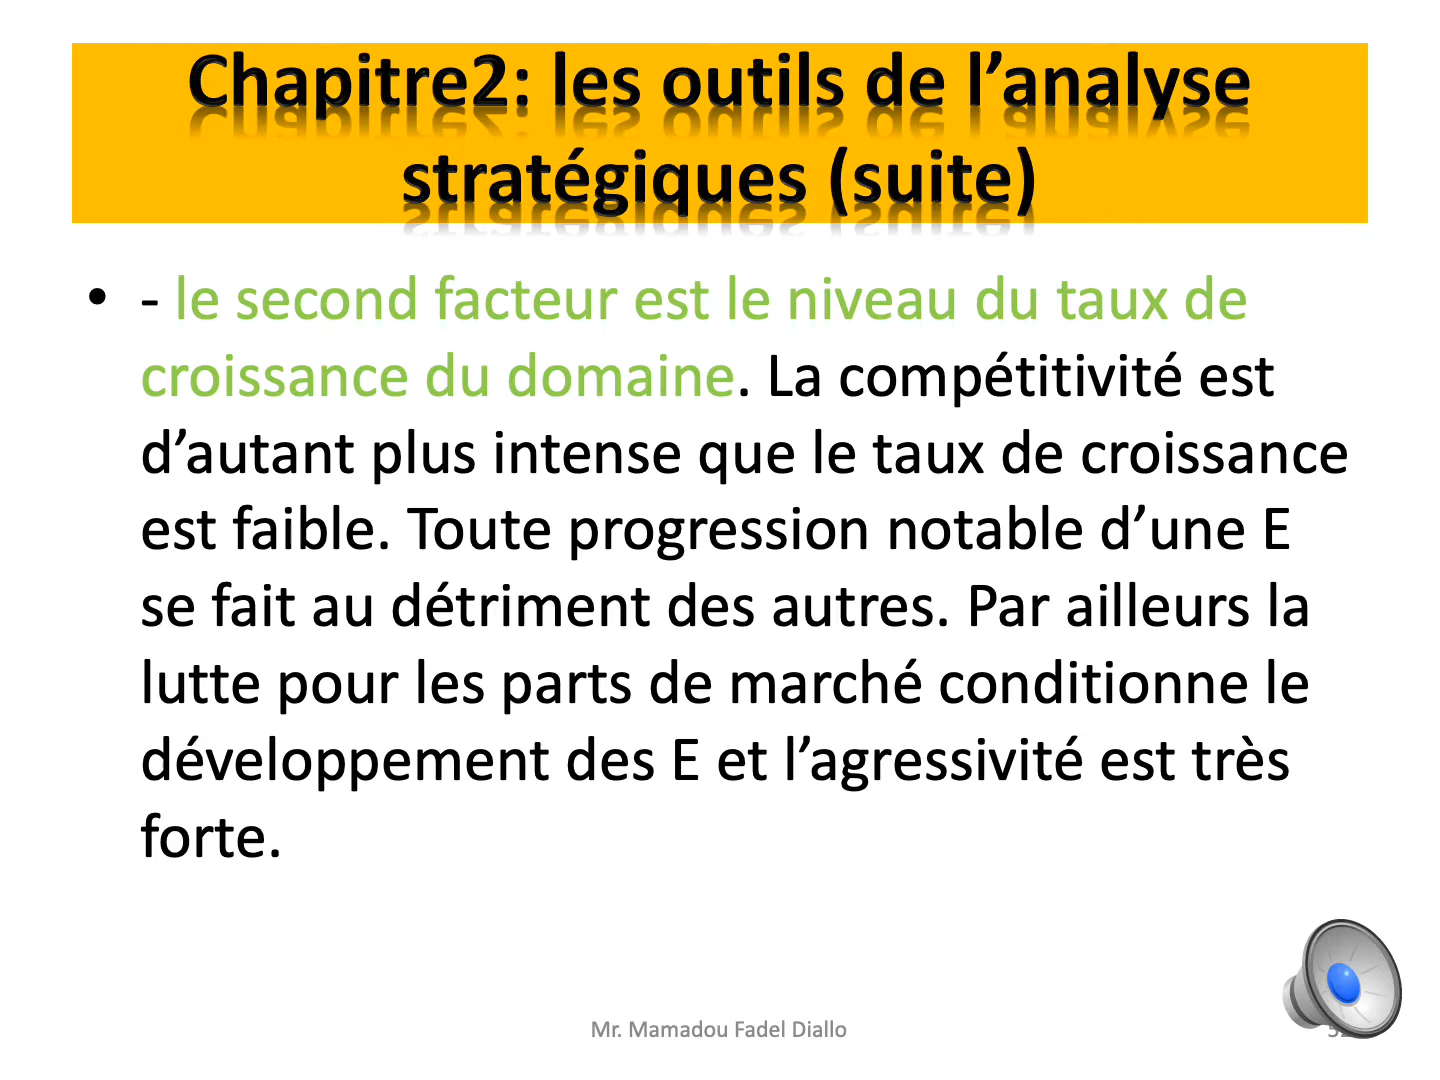 Chapitre2: les outils de l’analyse
stratégiques (suite)
• - le second facteur est le niveau du taux de
croissance du domaine. La compétitivité est
d’autant plus intense que le taux de croissance
est faible. Toute progression notable d’une E
se fait au détriment des autres. Par ailleurs la
lutte pour les parts de marché conditionne le
développement des E et l’agressivité est très
forte.
Mr. Mamadou Fadel Diallo